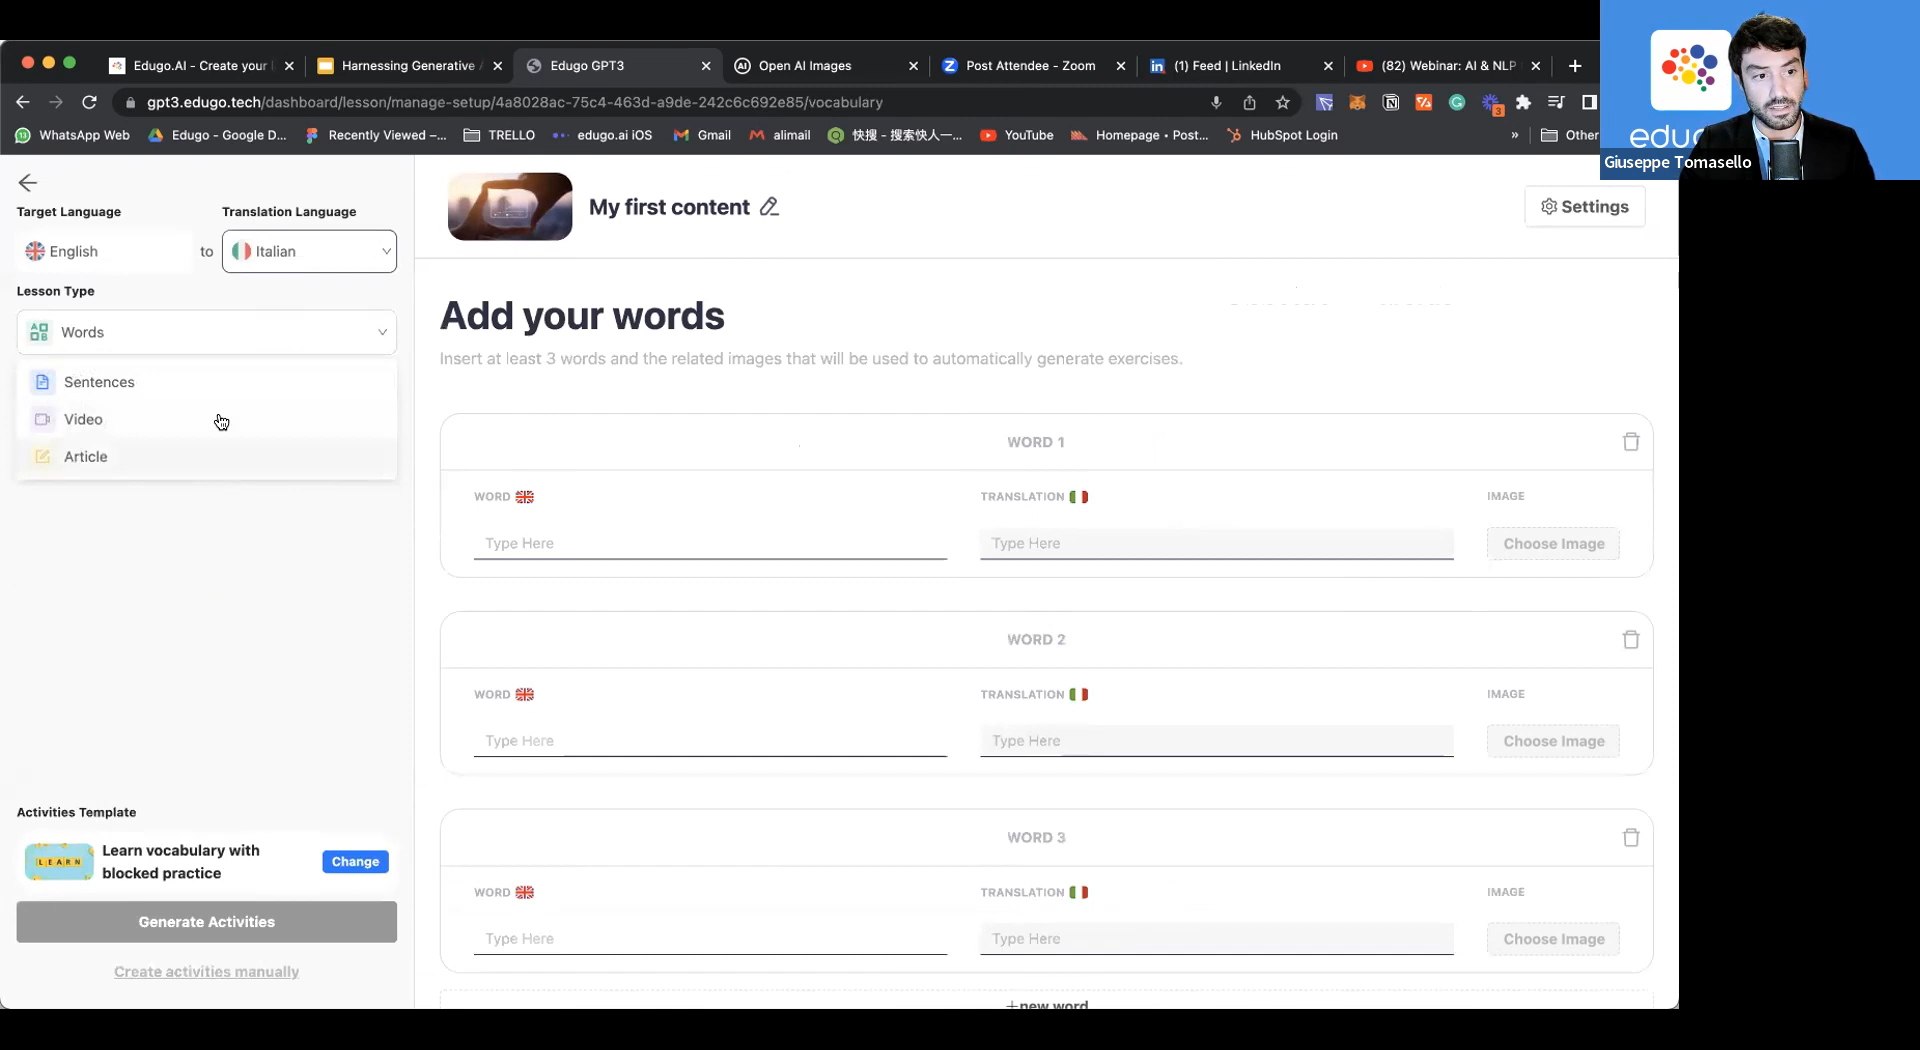 Edugo.AI - Create your
Harnessing Generative
Edugo GPT3
Open AI Images
Post Attendee - Zoom
(1) Feed | LinkedIn
(82) Webinar: AI & NLP
gpt3.edugo.tech/dashboard/lesson/manage-setup/4a8028ac-75c4-463d-a9de-242c6c692e85/vocabulary
3
13
WhatsApp Web
Edugo - Google D...
Recently Viewed –...
TRELLO
edugo.ai iOS
Gmail
alimail
快搜 - 搜索快人一...
YouTube
Homepage • Post...
HubSpot Login
»
Other
Giuseppe Tomasello
Target Language
Translation Language
English
to
Italian
Lesson Type
Words
Sentences
Video
Article
Activities Template
LEARN
Learn vocabulary with
blocked practice
Change
Generate Activities
Create activities manually
My first content
Settings
Add your words
Insert at least 3 words and the related images that will be used to automatically generate exercises.
WORD 1
WORD
TRANSLATION
IMAGE
Type Here
Type Here
Choose Image
WORD 2
WORD
TRANSLATION
IMAGE
Type Here
Type Here
Choose Image
WORD 3
WORD
TRANSLATION
IMAGE
Type Here
Type Here
Choose Image
+new word